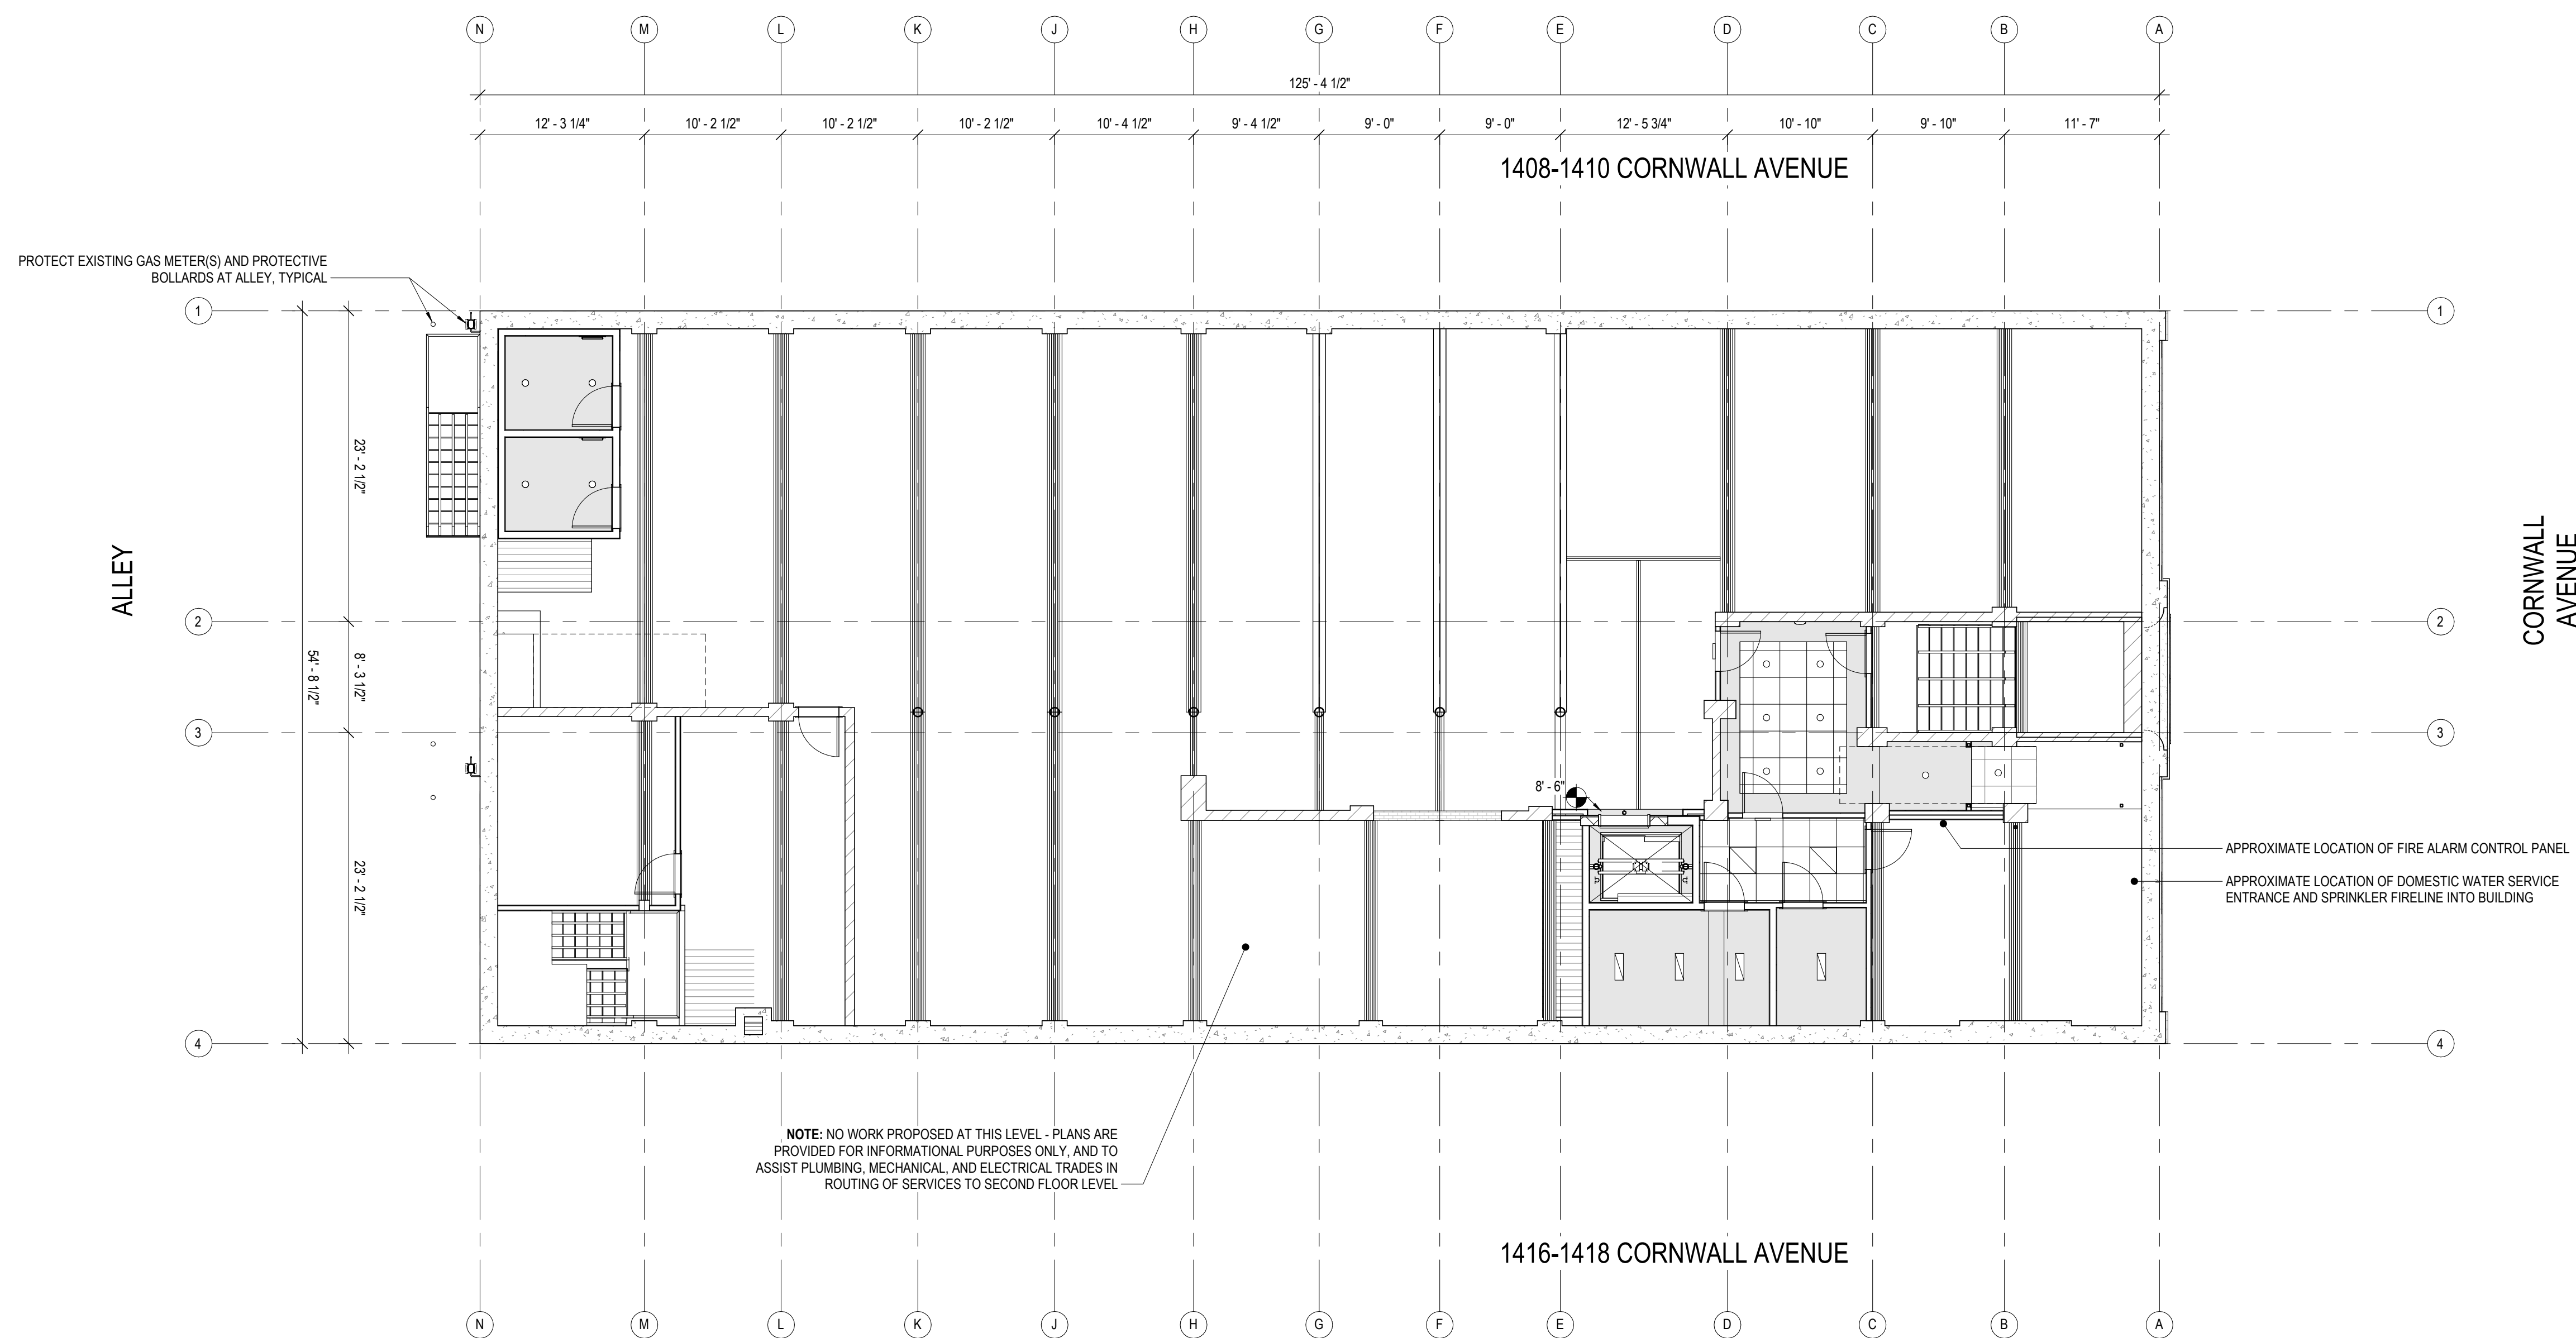 N M L K J H G F E D C B A
125' - 4 1/2"
12' - 3 1/4" 10' - 2 1/2" 10' - 2 1/2" 10' - 2 1/2" 10' - 4 1/2" 9' - 4 1/2" 9' - 0" 9' - 0" 12' - 5 3/4" 10' - 10" 9' - 10" 11' - 7"
1408-1410 CORNWALL AVENUE
PROTECT EXISTING GAS METER(S) AND PROTECTIVE
BOLLARDS AT ALLEY, TYPICAL
1 1
23' - 2 1/2"
ALLEY
CORNWALL
AVENUE
2 2
8' - 3 1/2"
54' - 8 1/2"
3 3
8' - 6"
23' - 2 1/2"
APPROXIMATE LOCATION OF FIRE ALARM CONTROL PANEL
APPROXIMATE LOCATION OF DOMESTIC WATER SERVICE
ENTRANCE AND SPRINKLER FIRELINE INTO BUILDING
4 4
NOTE: NO WORK PROPOSED AT THIS LEVEL - PLANS ARE
PROVIDED FOR INFORMATIONAL PURPOSES ONLY, AND TO
ASSIST PLUMBING, MECHANICAL, AND ELECTRICAL TRADES IN
ROUTING OF SERVICES TO SECOND FLOOR LEVEL
1416-1418 CORNWALL AVENUE
N M L K J H G F E D C B A